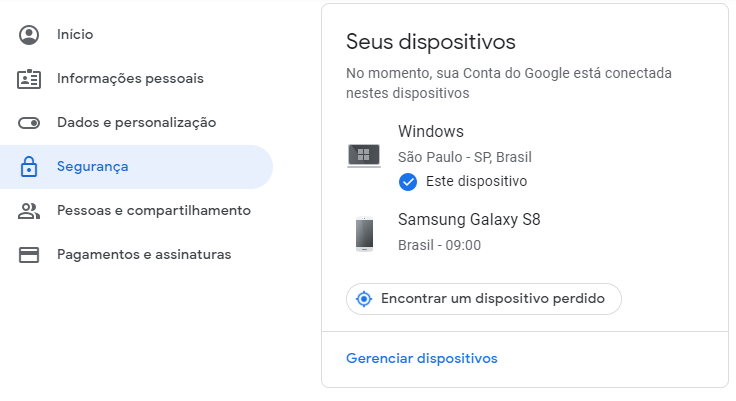 Início
Informações pessoais
Dados e personalização
Segurança
Pessoas e compartilhamento
Pagamentos e assinaturas
Seus dispositivos
No momento, sua Conta do Google está conectada
nestes dispositivos
Windows
São Paulo - SP, Brasil
Este dispositivo
Samsung Galaxy S8
Brasil - 09:00
Encontrar um dispositivo perdido
Gerenciar dispositivos